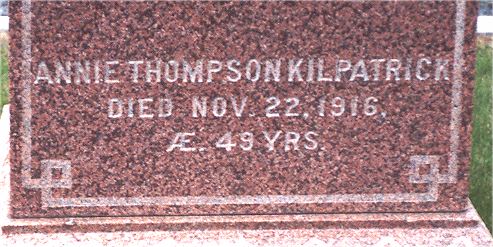 ANNIE THOMPSON KILPATRICK
DIED NOV. 22, 1916,
Æ. 49 YRS.